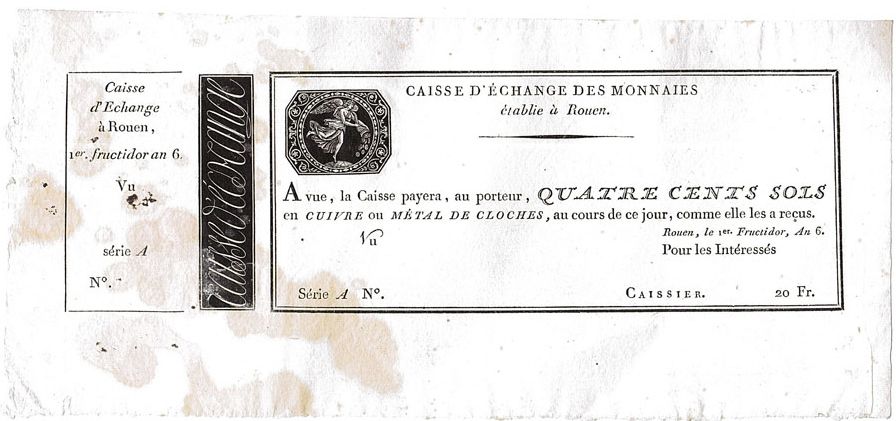 Caisse
d'Echange
à Rouen,
1er. fructidor an 6.
Vu
série A
N°.
Caisse d'échange
CAISSE D'ÉCHANGE DES MONNAIES
établie à Rouen.
A vue, la Caisse payera, au porteur, QUATRE CENTS SOLS
en CUIVRE ou MÉTAL DE CLOCHES, au cours de ce jour, comme elle les a reçus.
Rouen, le 1er. Fructidor, An 6.
Vu
Pour les Intéressés
Série A N°.
CAISSIER.
20 Fr.